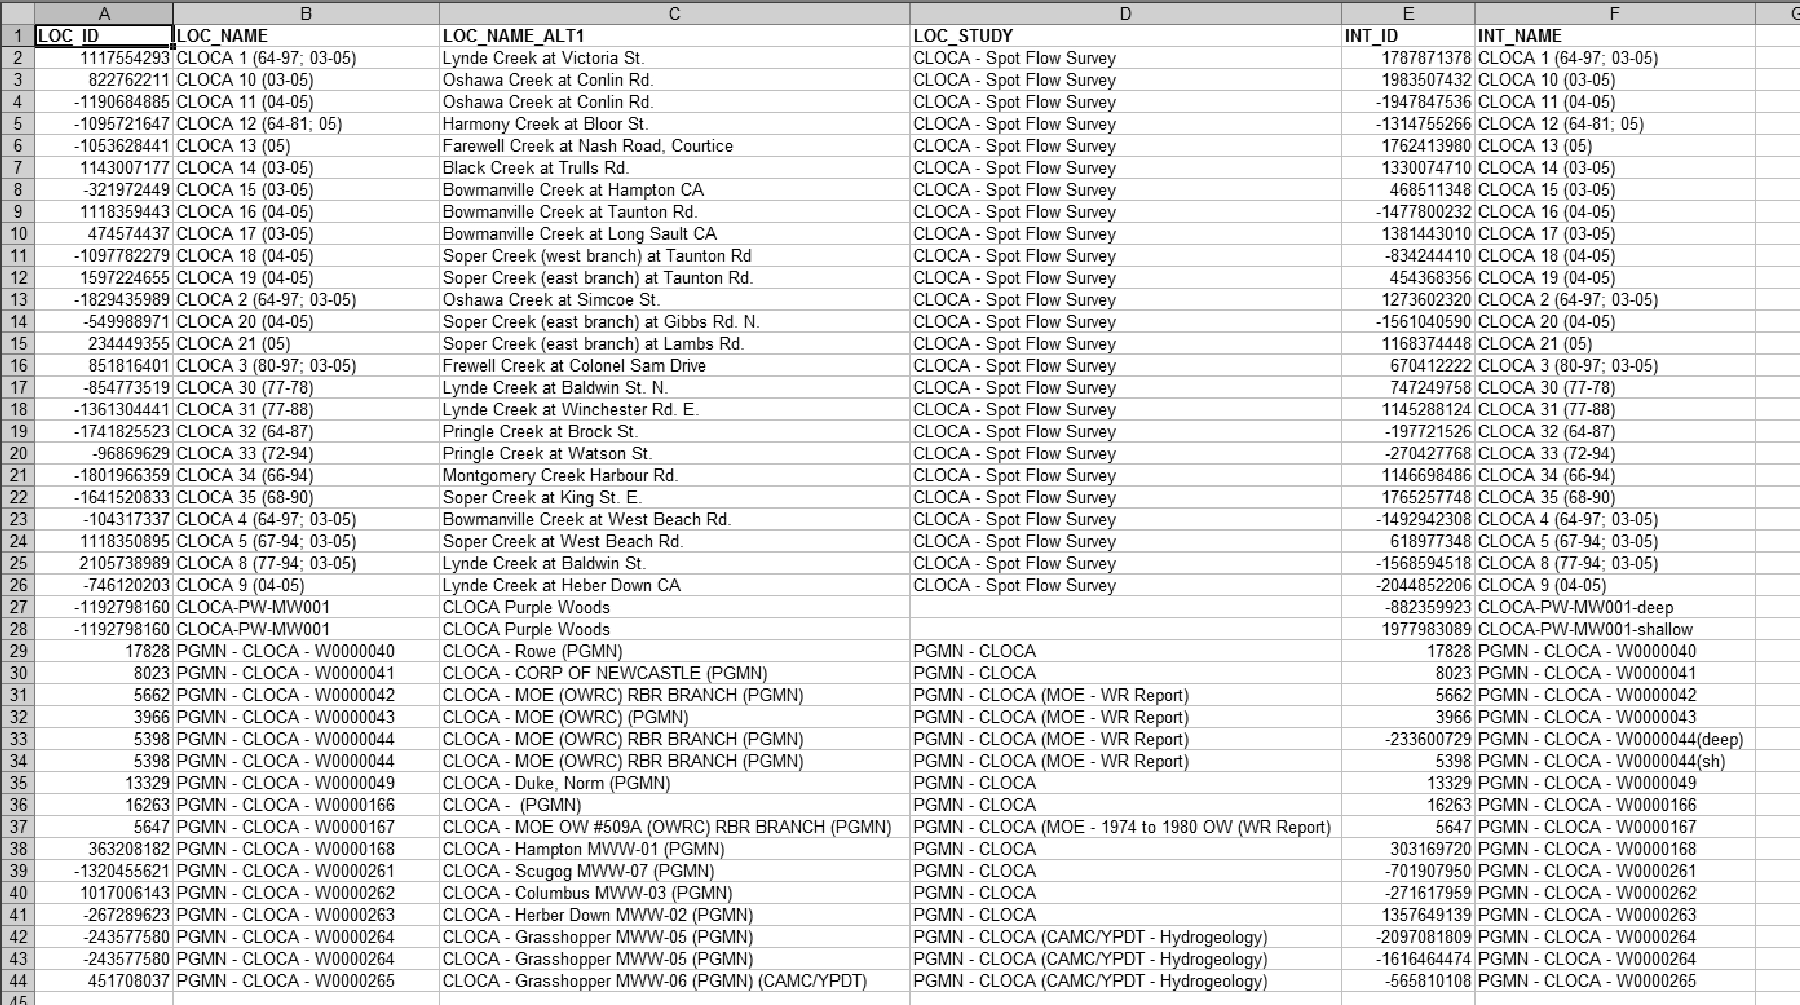 A B C D E F G
1 LOC_ID LOC_NAME LOC_NAME_ALT1 LOC_STUDY INT_ID INT_NAME
2 1117554293 CLOCA 1 (64-97; 03-05) Lynde Creek at Victoria St. CLOCA - Spot Flow Survey 1787871378 CLOCA 1 (64-97; 03-05)
3 822762211 CLOCA 10 (03-05) Oshawa Creek at Conlin Rd. CLOCA - Spot Flow Survey 1983507432 CLOCA 10 (03-05)
4 -1190684885 CLOCA 11 (04-05) Oshawa Creek at Conlin Rd. CLOCA - Spot Flow Survey -1947847536 CLOCA 11 (04-05)
5 -1095721647 CLOCA 12 (64-81; 05) Harmony Creek at Bloor St. CLOCA - Spot Flow Survey -1314755266 CLOCA 12 (64-81; 05)
6 -1053628441 CLOCA 13 (05) Farewell Creek at Nash Road, Courtice CLOCA - Spot Flow Survey 1762413980 CLOCA 13 (05)
7 1143007177 CLOCA 14 (03-05) Black Creek at Trulls Rd. CLOCA - Spot Flow Survey 1330074710 CLOCA 14 (03-05)
8 -321972449 CLOCA 15 (03-05) Bowmanville Creek at Hampton CA CLOCA - Spot Flow Survey 468511348 CLOCA 15 (03-05)
9 1118359443 CLOCA 16 (04-05) Bowmanville Creek at Taunton Rd. CLOCA - Spot Flow Survey -1477800232 CLOCA 16 (04-05)
10 474574437 CLOCA 17 (03-05) Bowmanville Creek at Long Sault CA CLOCA - Spot Flow Survey 1381443010 CLOCA 17 (03-05)
11 -1097782279 CLOCA 18 (04-05) Soper Creek (west branch) at Taunton Rd CLOCA - Spot Flow Survey -834244410 CLOCA 18 (04-05)
12 1597224655 CLOCA 19 (04-05) Soper Creek (east branch) at Taunton Rd. CLOCA - Spot Flow Survey 454368356 CLOCA 19 (04-05)
13 -1829435989 CLOCA 2 (64-97; 03-05) Oshawa Creek at Simcoe St. CLOCA - Spot Flow Survey 1273602320 CLOCA 2 (64-97; 03-05)
14 -549988971 CLOCA 20 (04-05) Soper Creek (east branch) at Gibbs Rd. N. CLOCA - Spot Flow Survey -1561040590 CLOCA 20 (04-05)
15 234449355 CLOCA 21 (05) Soper Creek (east branch) at Lambs Rd. CLOCA - Spot Flow Survey 1168374448 CLOCA 21 (05)
16 851816401 CLOCA 3 (80-97; 03-05) Frewell Creek at Colonel Sam Drive CLOCA - Spot Flow Survey 670412222 CLOCA 3 (80-97; 03-05)
17 -854773519 CLOCA 30 (77-78) Lynde Creek at Baldwin St. N. CLOCA - Spot Flow Survey 747249758 CLOCA 30 (77-78)
18 -1361304441 CLOCA 31 (77-88) Lynde Creek at Winchester Rd. E. CLOCA - Spot Flow Survey 1145288124 CLOCA 31 (77-88)
19 -1741825523 CLOCA 32 (64-87) Pringle Creek at Brock St. CLOCA - Spot Flow Survey -197721526 CLOCA 32 (64-87)
20 -96869629 CLOCA 33 (72-94) Pringle Creek at Watson St. CLOCA - Spot Flow Survey -270427768 CLOCA 33 (72-94)
21 -1801966359 CLOCA 34 (66-94) Montgomery Creek Harbour Rd. CLOCA - Spot Flow Survey 1146698486 CLOCA 34 (66-94)
22 -1641520833 CLOCA 35 (68-90) Soper Creek at King St. E. CLOCA - Spot Flow Survey 1765257748 CLOCA 35 (68-90)
23 -104317337 CLOCA 4 (64-97; 03-05) Bowmanville Creek at West Beach Rd. CLOCA - Spot Flow Survey -1492942308 CLOCA 4 (64-97; 03-05)
24 1118350895 CLOCA 5 (67-94; 03-05) Soper Creek at West Beach Rd. CLOCA - Spot Flow Survey 618977348 CLOCA 5 (67-94; 03-05)
25 2105738989 CLOCA 8 (77-94; 03-05) Lynde Creek at Baldwin St. CLOCA - Spot Flow Survey -1568594518 CLOCA 8 (77-94; 03-05)
26 -746120203 CLOCA 9 (04-05) Lynde Creek at Heber Down CA CLOCA - Spot Flow Survey -2044852206 CLOCA 9 (04-05)
27 -1192798160 CLOCA-PW-MW001 CLOCA Purple Woods -882359923 CLOCA-PW-MW001-deep
28 -1192798160 CLOCA-PW-MW001 CLOCA Purple Woods 1977983089 CLOCA-PW-MW001-shallow
29 17828 PGMN - CLOCA - W0000040 CLOCA - Rowe (PGMN) PGMN - CLOCA 17828 PGMN - CLOCA - W0000040
30 8023 PGMN - CLOCA - W0000041 CLOCA - CORP OF NEWCASTLE (PGMN) PGMN - CLOCA 8023 PGMN - CLOCA - W0000041
31 5662 PGMN - CLOCA - W0000042 CLOCA - MOE (OWRC) RBR BRANCH (PGMN) PGMN - CLOCA (MOE - WR Report) 5662 PGMN - CLOCA - W0000042
32 3966 PGMN - CLOCA - W0000043 CLOCA - MOE (OWRC) (PGMN) PGMN - CLOCA (MOE - WR Report) 3966 PGMN - CLOCA - W0000043
33 5398 PGMN - CLOCA - W0000044 CLOCA - MOE (OWRC) RBR BRANCH (PGMN) PGMN - CLOCA (MOE - WR Report) -233600729 PGMN - CLOCA - W0000044(deep)
34 5398 PGMN - CLOCA - W0000044 CLOCA - MOE (OWRC) RBR BRANCH (PGMN) PGMN - CLOCA (MOE - WR Report) 5398 PGMN - CLOCA - W0000044(sh)
35 13329 PGMN - CLOCA - W0000049 CLOCA - Duke, Norm (PGMN) PGMN - CLOCA 13329 PGMN - CLOCA - W0000049
36 16263 PGMN - CLOCA - W0000166 CLOCA - (PGMN) PGMN - CLOCA 16263 PGMN - CLOCA - W0000166
37 5647 PGMN - CLOCA - W0000167 CLOCA - MOE OW #509A (OWRC) RBR BRANCH (PGMN) PGMN - CLOCA (MOE - 1974 to 1980 OW (WR Report) 5647 PGMN - CLOCA - W0000167
38 363208182 PGMN - CLOCA - W0000168 CLOCA - Hampton MWW-01 (PGMN) PGMN - CLOCA 303169720 PGMN - CLOCA - W0000168
39 -1320455621 PGMN - CLOCA - W0000261 CLOCA - Scugog MWW-07 (PGMN) PGMN - CLOCA -701907950 PGMN - CLOCA - W0000261
40 1017006143 PGMN - CLOCA - W0000262 CLOCA - Columbus MWW-03 (PGMN) PGMN - CLOCA -271617959 PGMN - CLOCA - W0000262
41 -267289623 PGMN - CLOCA - W0000263 CLOCA - Herber Down MWW-02 (PGMN) PGMN - CLOCA 1357649139 PGMN - CLOCA - W0000263
42 -243577580 PGMN - CLOCA - W0000264 CLOCA - Grasshopper MWW-05 (PGMN) PGMN - CLOCA (CAMC/YPDT - Hydrogeology) -2097081809 PGMN - CLOCA - W0000264
43 -243577580 PGMN - CLOCA - W0000264 CLOCA - Grasshopper MWW-05 (PGMN) PGMN - CLOCA (CAMC/YPDT - Hydrogeology) -1616464474 PGMN - CLOCA - W0000264
44 451708037 PGMN - CLOCA - W0000265 CLOCA - Grasshopper MWW-06 (PGMN) (CAMC/YPDT) PGMN - CLOCA (CAMC/YPDT - Hydrogeology) -565810108 PGMN - CLOCA - W0000265
45